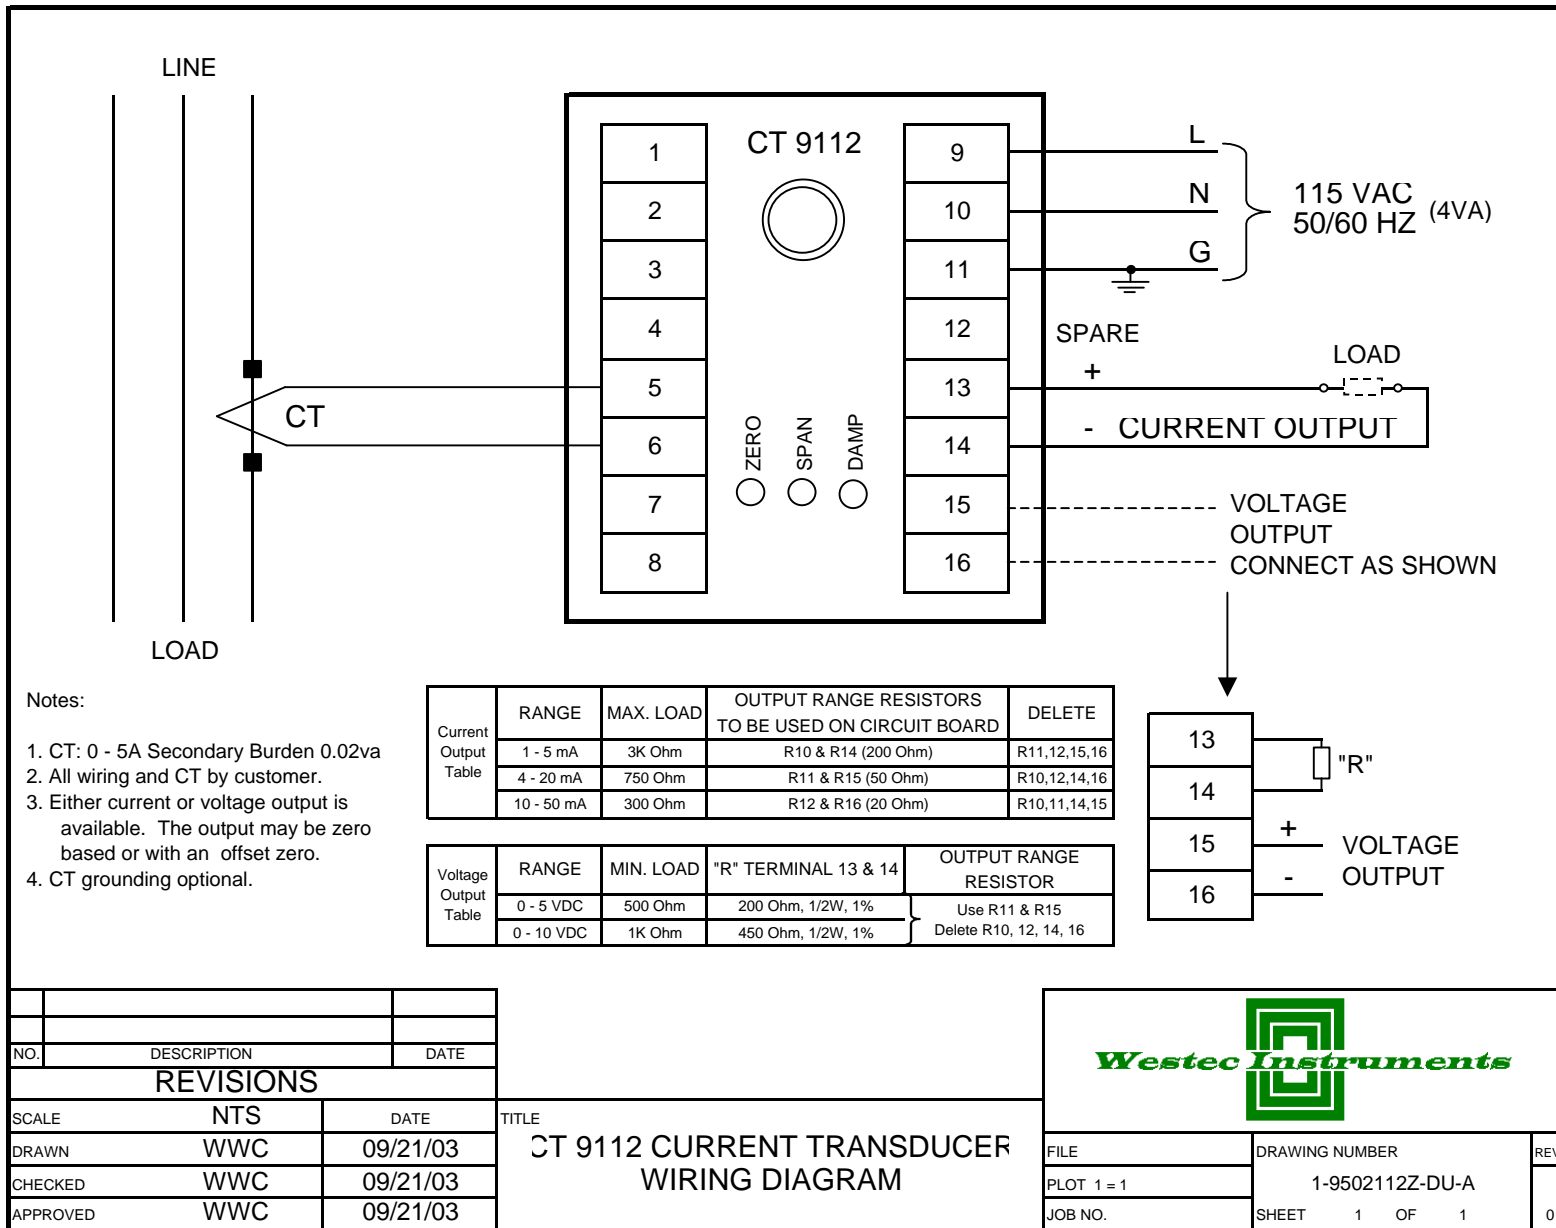 LINE
LOAD
CT
CT 9112
1
2
3
4
5
6
7
8
ZERO
SPAN
DAMP
9
10
11
12
13
14
15
16
L
N
G
115 VAC
50/60 HZ (4VA)
SPARE
+
LOAD
- CURRENT OUTPUT
VOLTAGE
OUTPUT
CONNECT AS SHOWN
13
14
15
16
"R"
+
-
VOLTAGE
OUTPUT
Notes:
1. CT: 0 - 5A Secondary Burden 0.02va
2. All wiring and CT by customer.
3. Either current or voltage output is
available. The output may be zero
based or with an offset zero.
4. CT grounding optional.
Current
Output
Table
RANGE MAX. LOAD OUTPUT RANGE RESISTORS
TO BE USED ON CIRCUIT BOARD DELETE
1 - 5 mA 3K Ohm R10 & R14 (200 Ohm) R11,12,15,16
4 - 20 mA 750 Ohm R11 & R15 (50 Ohm) R10,12,14,16
10 - 50 mA 300 Ohm R12 & R16 (20 Ohm) R10,11,14,15
Voltage
Output
Table
RANGE MIN. LOAD "R" TERMINAL 13 & 14 OUTPUT RANGE
RESISTOR
0 - 5 VDC 500 Ohm 200 Ohm, 1/2W, 1%
0 - 10 VDC 1K Ohm 450 Ohm, 1/2W, 1%
Use R11 & R15
Delete R10, 12, 14, 16
NO. DESCRIPTION DATE
REVISIONS
SCALE NTS DATE
DRAWN WWC 09/21/03
CHECKED WWC 09/21/03
APPROVED WWC 09/21/03
TITLE
CT 9112 CURRENT TRANSDUCER
WIRING DIAGRAM
Westec Instruments
FILE
PLOT 1 = 1
JOB NO.
DRAWING NUMBER
1-9502112Z-DU-A
SHEET 1 OF 1
REV
0